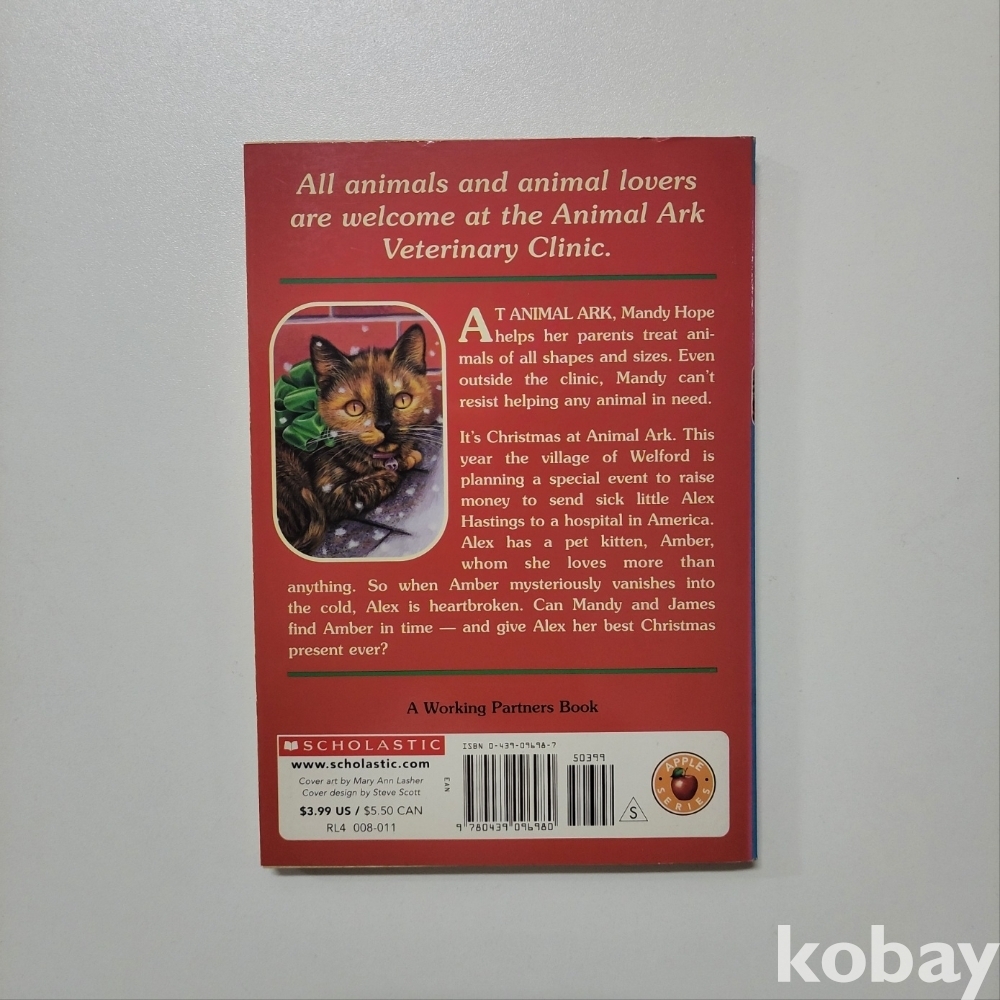 All animals and animal lovers
are welcome at the Animal Ark
Veterinary Clinic.
AT ANIMAL ARK, Mandy Hope
helps her parents treat ani-
mals of all shapes and sizes. Even
outside the clinic, Mandy can't
resist helping any animal in need.
It's Christmas at Animal Ark. This
year the village of Welford is
planning a special event to raise
money to send sick little Alex
Hastings to a hospital in America.
Alex has a pet kitten, Amber,
whom she loves more than
anything. So when Amber mysteriously vanishes into
the cold, Alex is heartbroken. Can Mandy and James
find Amber in time — and give Alex her best Christmas
present ever?
A Working Partners Book
SCHOLASTIC
www.scholastic.com
Cover art by Mary Ann Lasher
Cover design by Steve Scott
$3.99 US / $5.50 CAN
RL4 008-011
EAN
ISBN 0-439-09698-7
50399
9 780439 096980
S
APPLE
SERIES
kobay